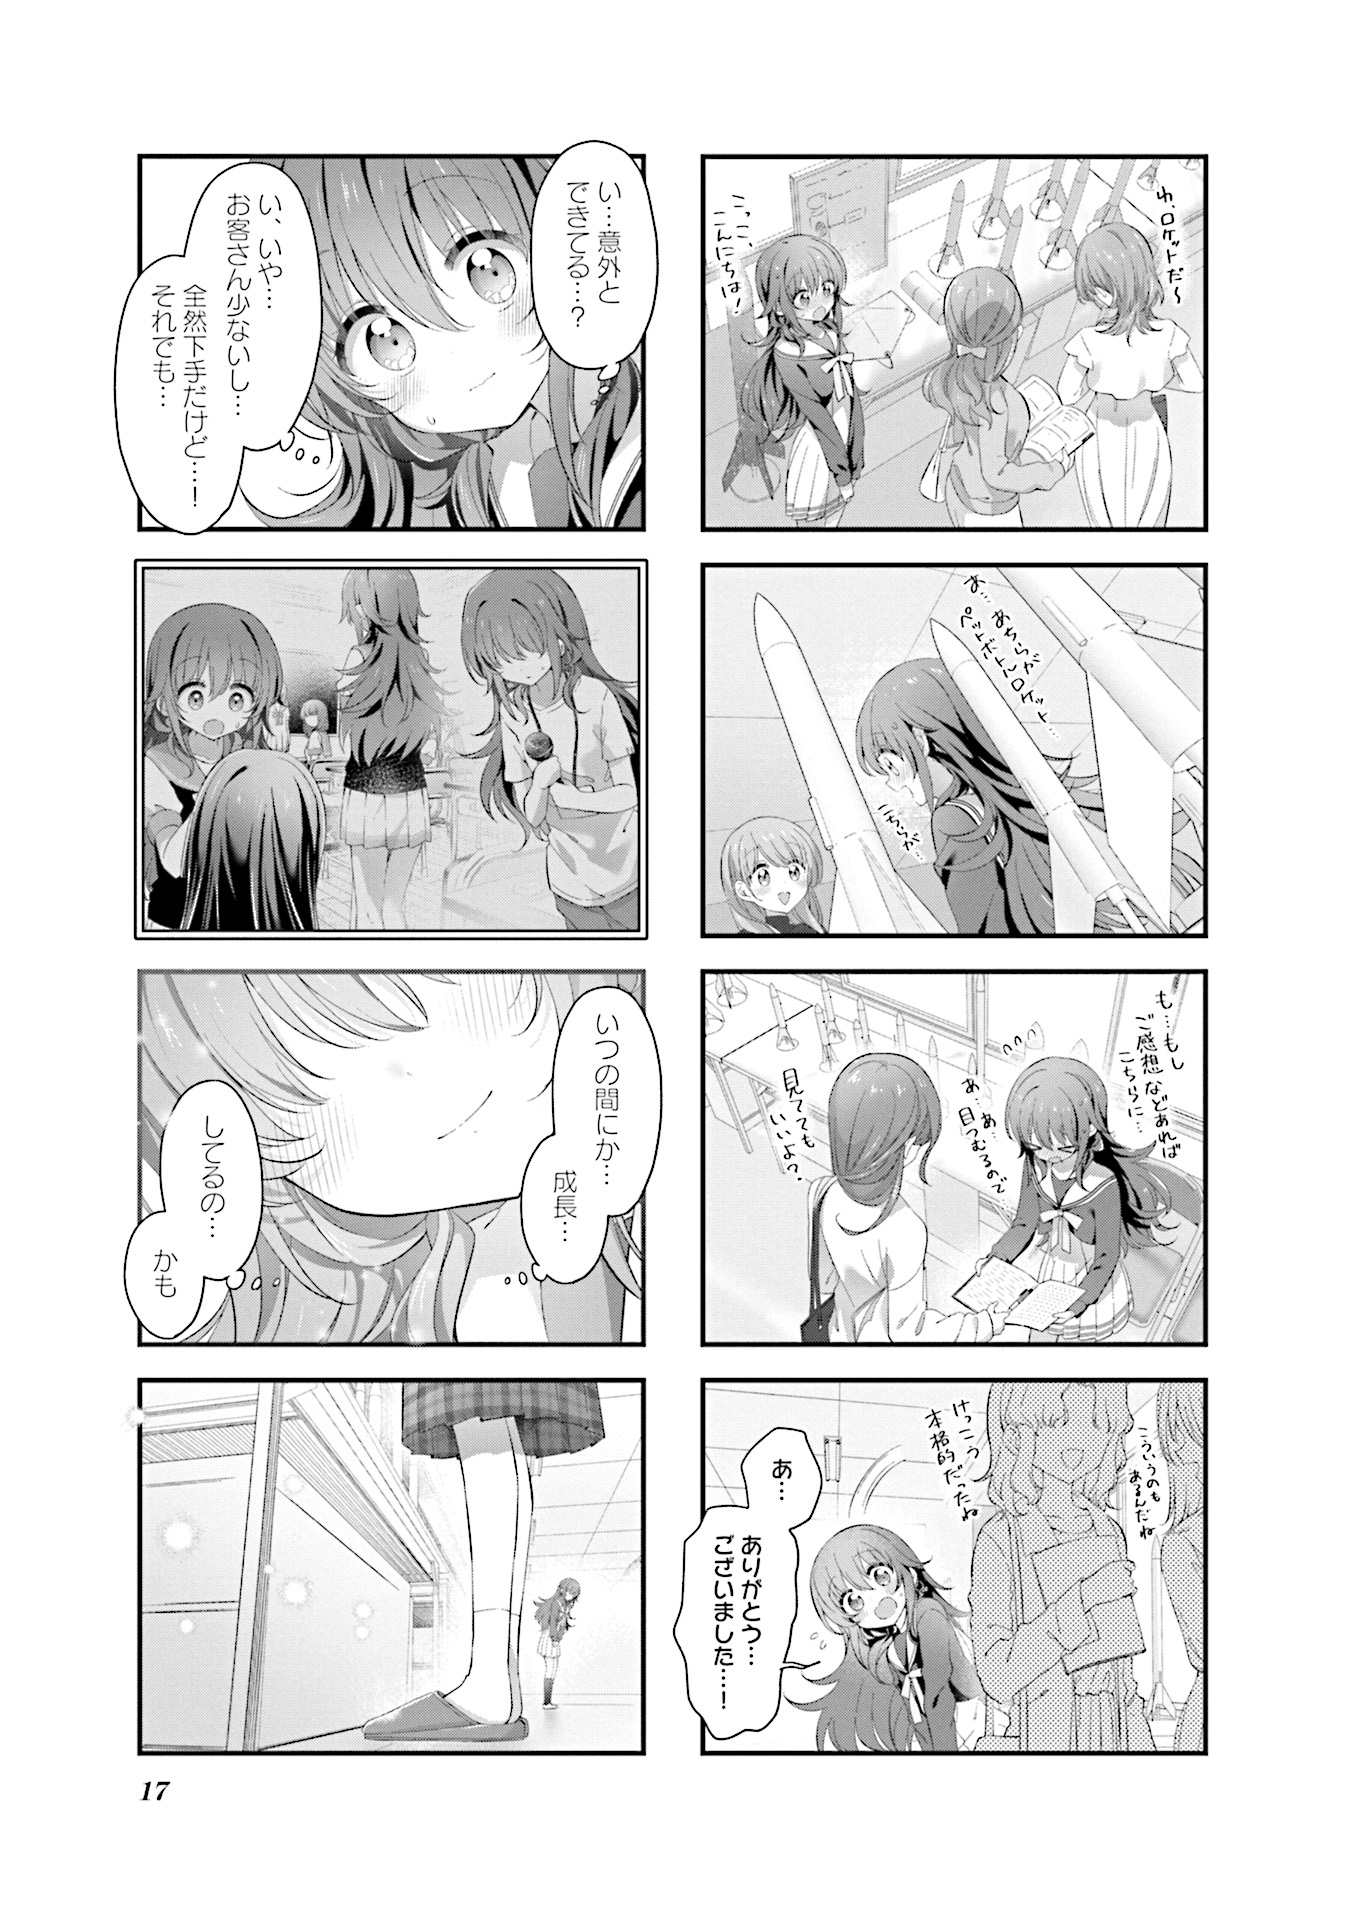 わ、ロケットだ〜
こっこ、
こんにちは！
あ…あちらが
ペットボトルロケット…
こちらが…
も…もし
ご感想などあれば
こちらに…
あ…あ…
目つむるので…
見てても
いいよ？
こういうのも
あるんだね
けっこう
本格的だったね
あ…
ありがとう…
ございました…！
い…意外と
できてる…？
い、いや…
お客さん少ないし…
全然下手だけど…！
それでも…
いつの間にか…
成長…
してるの…
かも
17